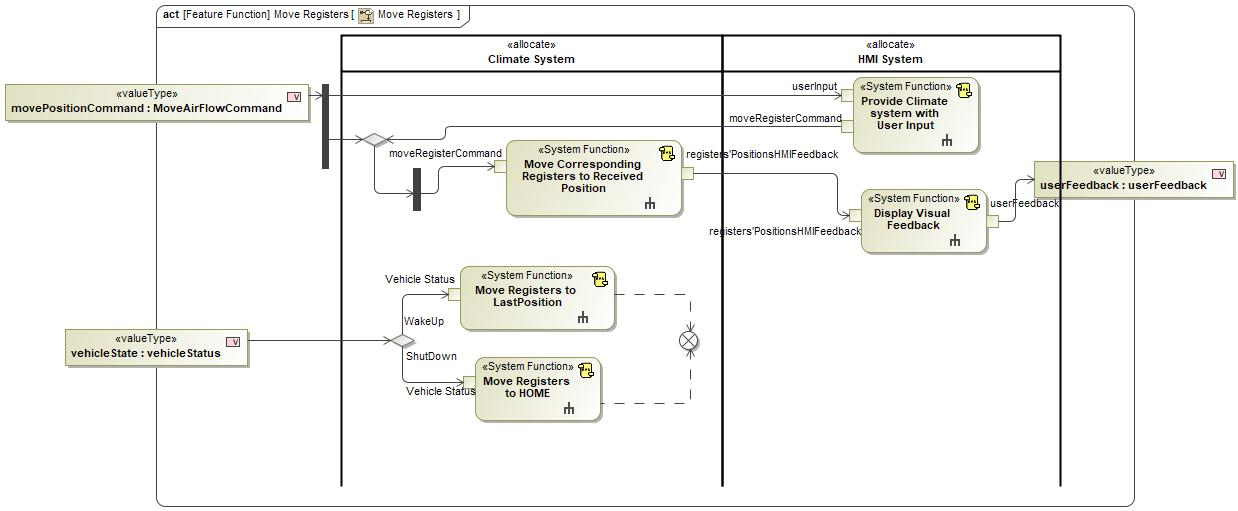 act [Feature Function] Move Registers [ Move Registers ]
«allocate»
Climate System
«allocate»
HMI System
«valueType»
movePositionCommand : MoveAirFlowCommand
V
userInput
«System Function»
Provide Climate
system with
User Input
moveRegisterCommand
moveRegisterCommand
«System Function»
Move Corresponding
Registers to Received
Position
registers'PositionsHMIFeedback
«valueType»
userFeedback : userFeedback
V
«System Function»
Display Visual
Feedback
userFeedback
registers'PositionsHMIFeedback
Vehicle Status
«System Function»
Move Registers to
LastPosition
WakeUp
«valueType»
vehicleState : vehicleStatus
V
ShutDown
Vehicle Status
«System Function»
Move Registers
to HOME